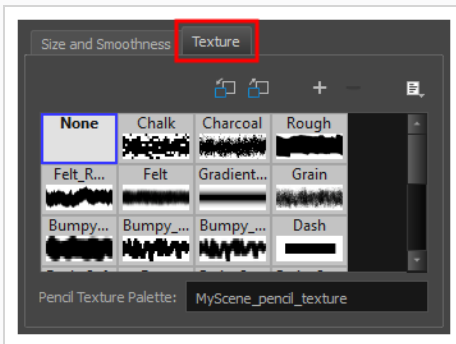 Size and Smoothness Texture
None Chalk Charcoal Rough
Felt_R... Felt Gradient... Grain
Bumpy... Bumpy_... Bumpy_... Dash
Pencil Texture Palette: MyScene_pencil_texture